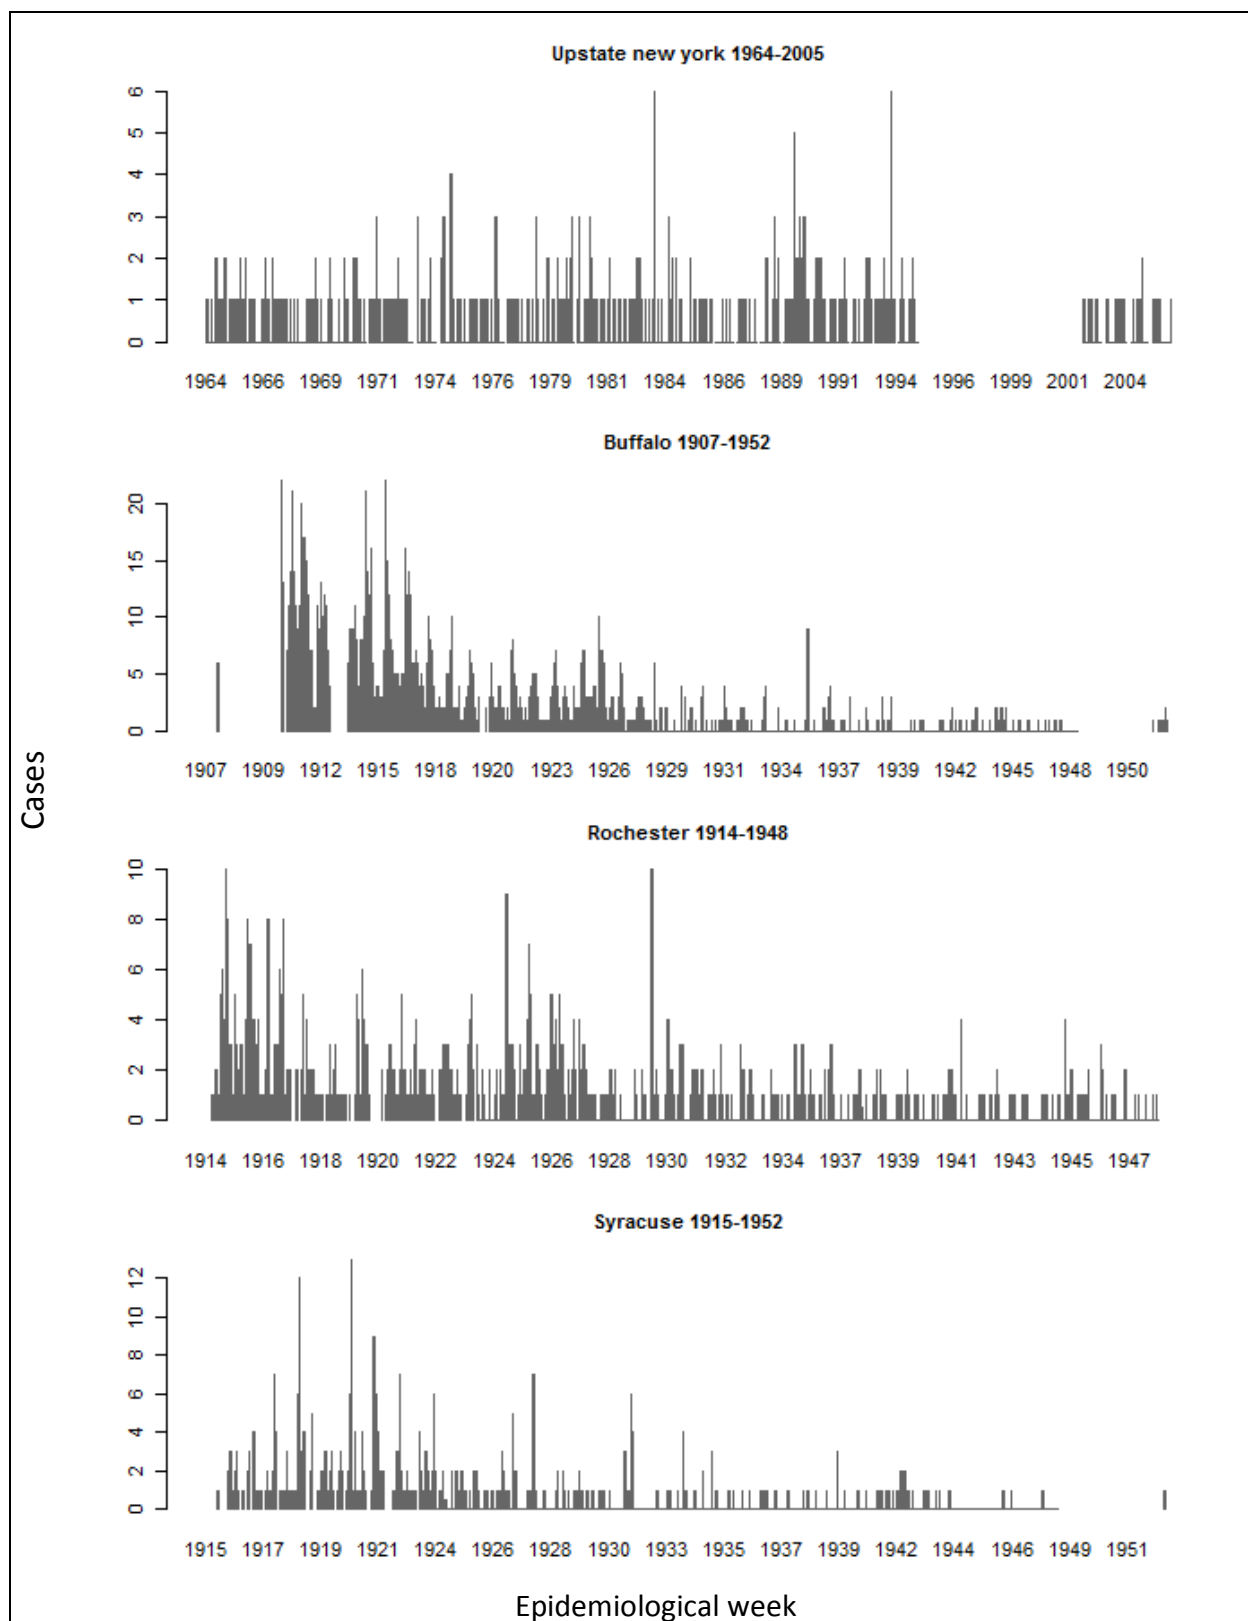 Upstate new york 1964-2005
6
5
4
3
2
1
0
1964 1966 1969 1971 1974 1976 1979 1981 1984 1986 1989 1991 1994 1996 1999 2001 2004
Buffalo 1907-1952
20
15
10
5
0
1907 1909 1912 1915 1918 1920 1923 1926 1929 1931 1934 1937 1939 1942 1945 1948 1950
Cases
Rochester 1914-1948
10
8
6
4
2
0
1914 1916 1918 1920 1922 1924 1926 1928 1930 1932 1934 1937 1939 1941 1943 1945 1947
Syracuse 1915-1952
12
10
8
6
4
2
0
1915 1917 1919 1921 1924 1926 1928 1930 1933 1935 1937 1939 1942 1944 1946 1949 1951
Epidemiological week